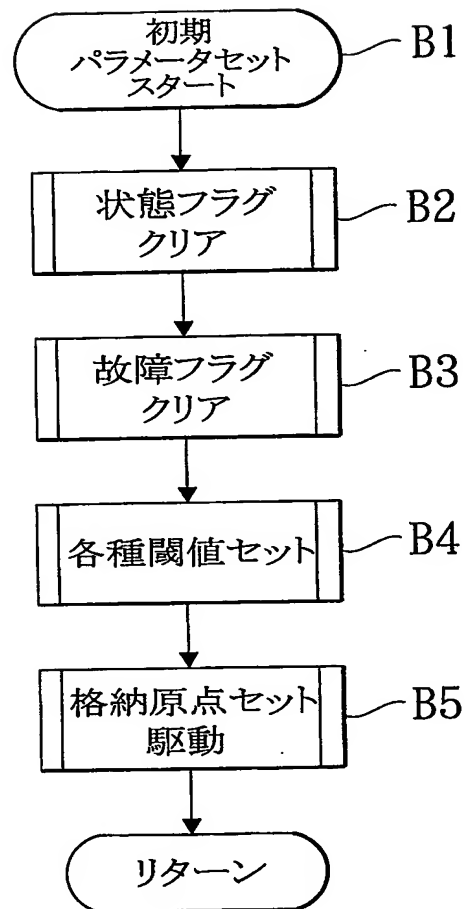 初期
パラメータセット
スタート
B1
状態フラグ
クリア
B2
故障フラグ
クリア
B3
各種閾値セット
B4
格納原点セット
駆動
B5
リターン